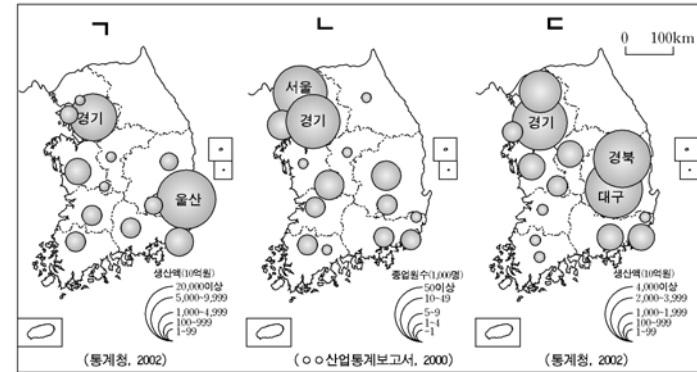 ㄱ
ㄴ
ㄷ
0 100km
경기
울산
생산액(10억원)
20,000이상
5,000~9,999
1,000~4,999
100~999
1~99
(통계청, 2002)
서울
경기
종업원수(1,000명)
50이상
10~49
5~9
1~4
~1
(○○산업통계보고서, 2000)
경기
경북
대구
생산액(10억원)
4,000이상
2,000~3,999
1,000~1,999
100~999
1~99
(통계청, 2002)